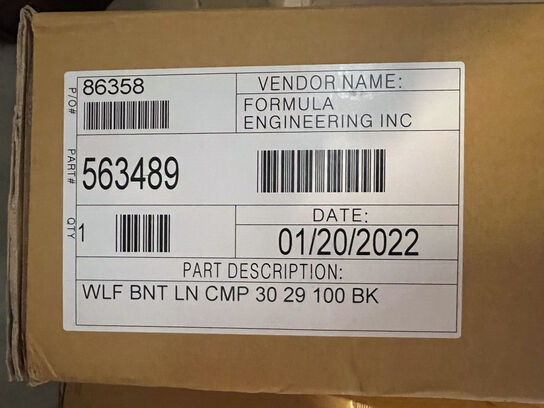 P/O#
86358
VENDOR NAME:
FORMULA
ENGINEERING INC
PART#
563489
QTY
1
DATE:
01/20/2022
PART DESCRIPTION:
WLF BNT LN CMP 30 29 100 BK